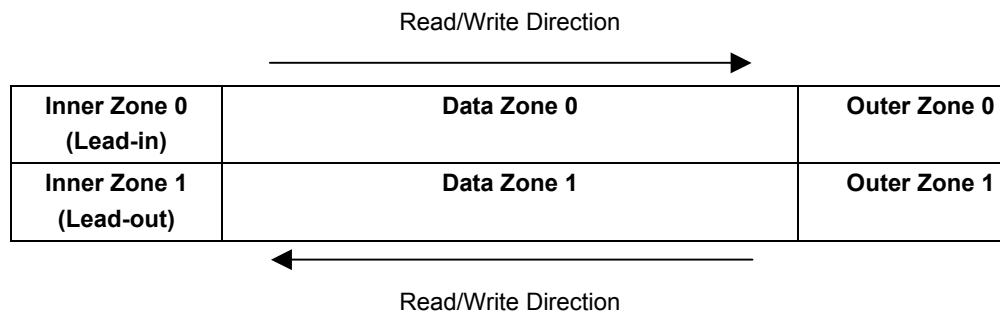 Read/Write Direction
Inner Zone 0 Data Zone 0 Outer Zone 0
(Lead-in)
Inner Zone 1 Data Zone 1 Outer Zone 1
(Lead-out)
Read/Write Direction